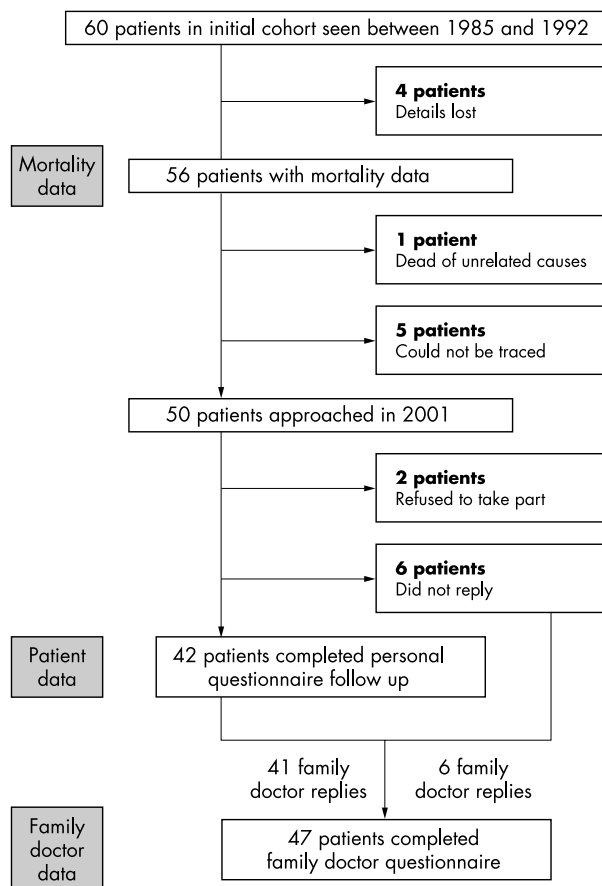 60 patients in initial cohort seen between 1985 and 1992
4 patients
Details lost
Mortality
data
56 patients with mortality data
1 patient
Dead of unrelated causes
5 patients
Could not be traced
50 patients approached in 2001
2 patients
Refused to take part
6 patients
Did not reply
Patient
data
42 patients completed personal
questionnaire follow up
41 family
doctor replies
6 family
doctor replies
Family
doctor
data
47 patients completed
family doctor questionnaire